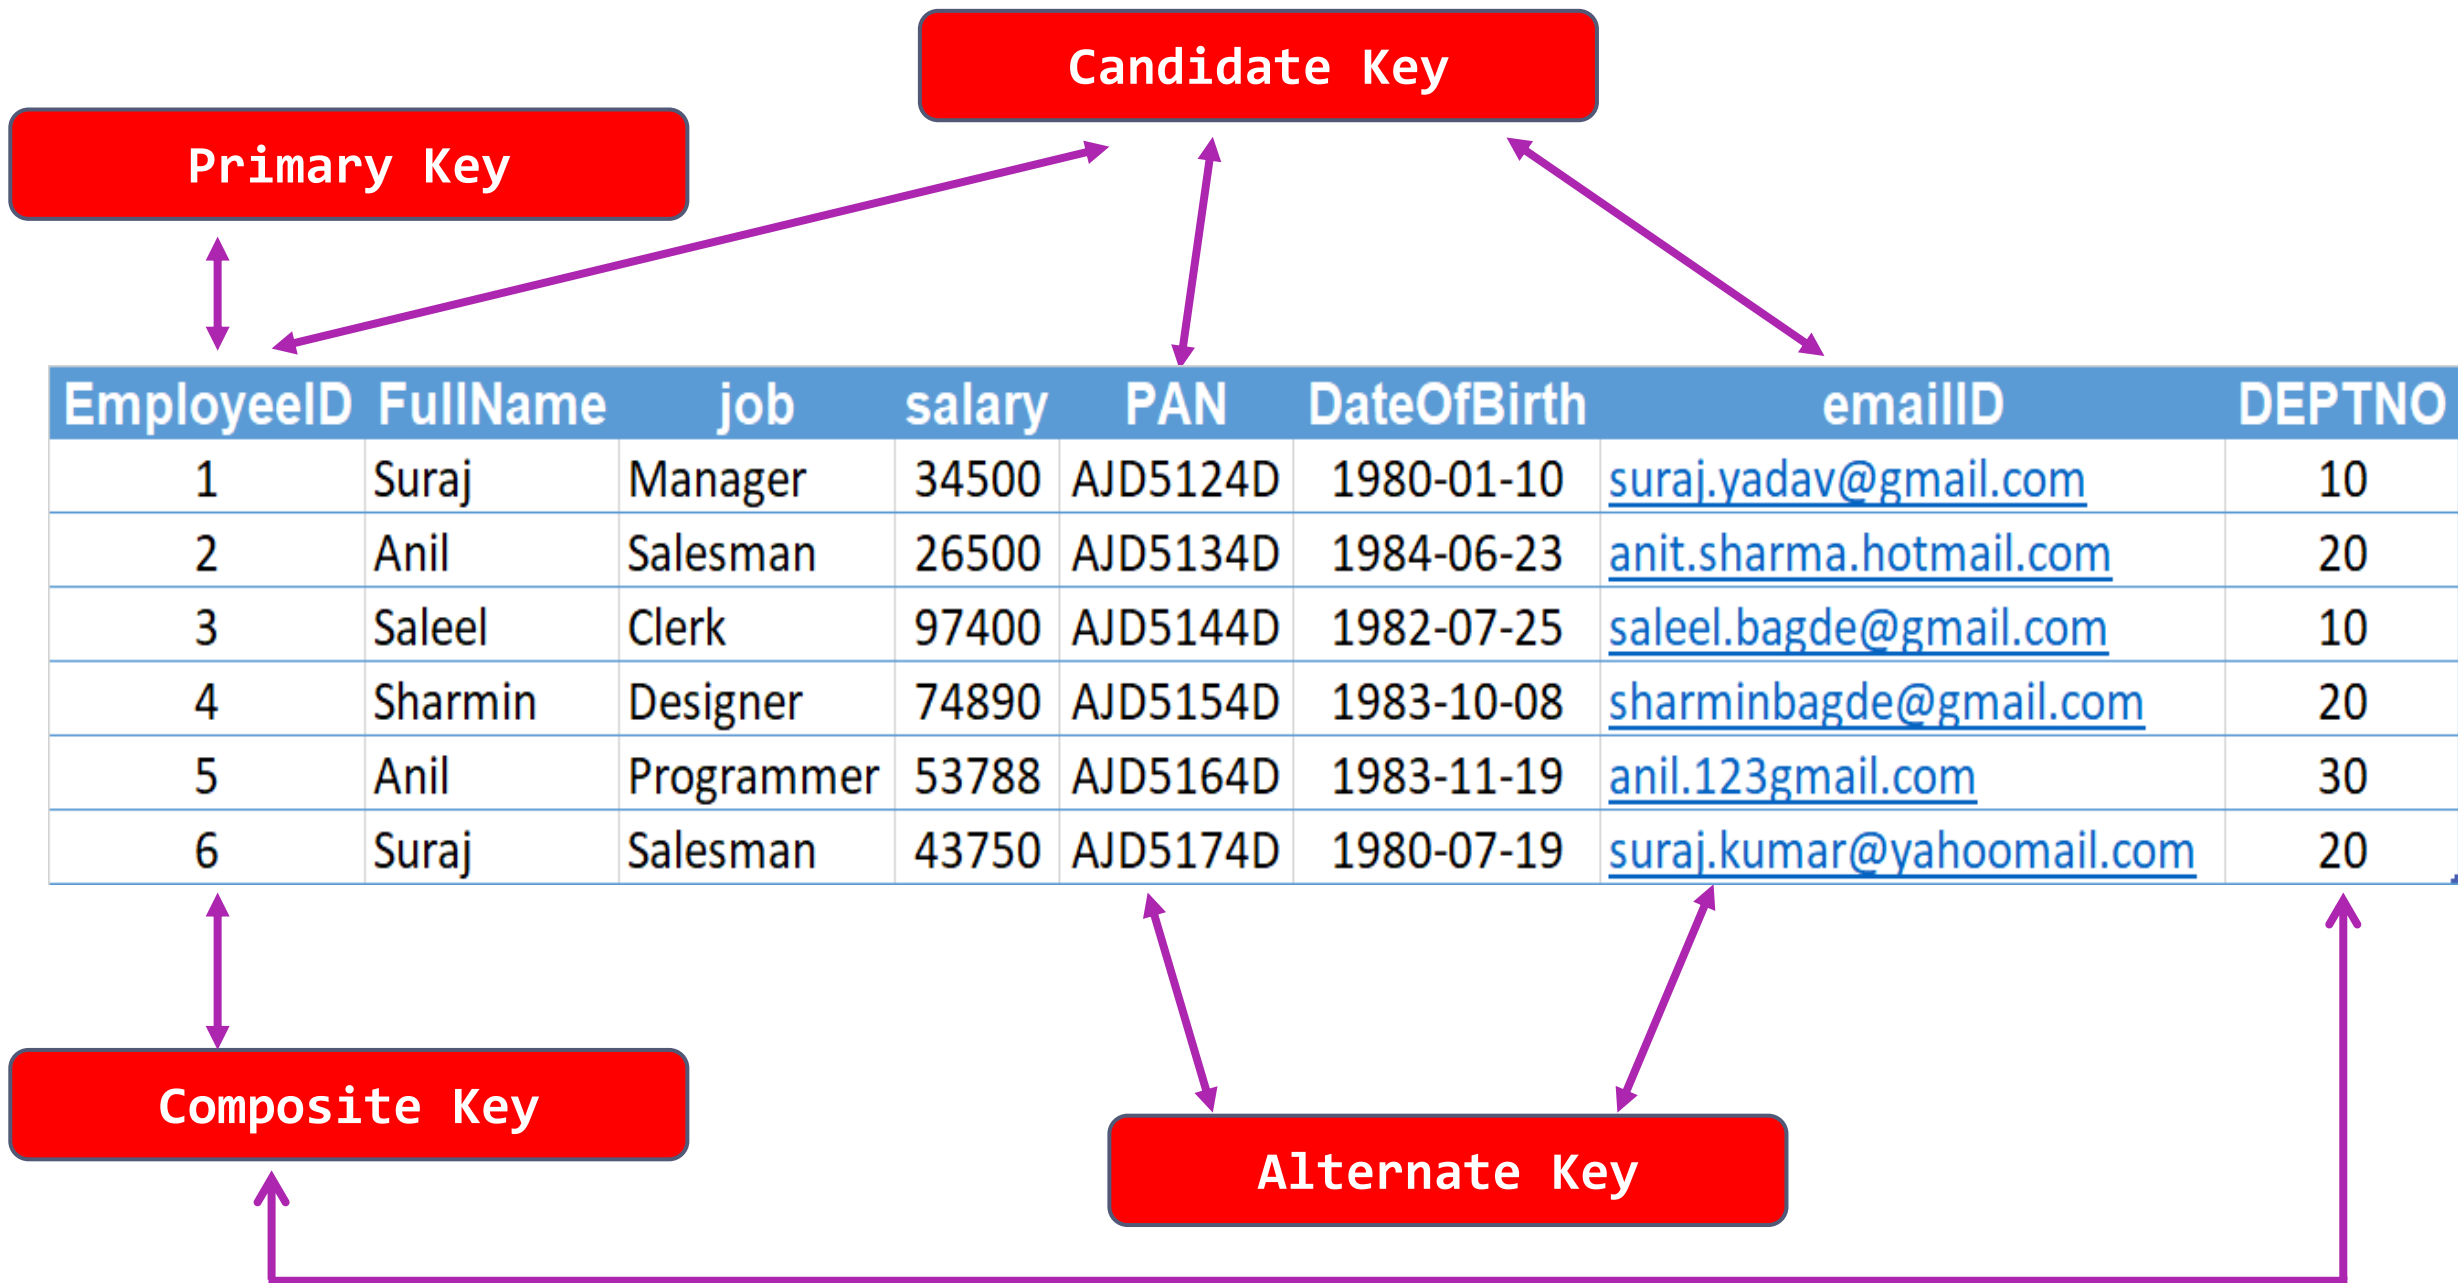 Candidate Key
Primary Key
EmployeeID FullName job salary PAN DateOfBirth emailID DEPTNO
1 Suraj Manager 34500 AJD5124D 1980-01-10 suraj.yadav@gmail.com 10
2 Anil Salesman 26500 AJD5134D 1984-06-23 anit.sharma.hotmail.com 20
3 Saleel Clerk 97400 AJD5144D 1982-07-25 saleel.bagde@gmail.com 10
4 Sharmin Designer 74890 AJD5154D 1983-10-08 sharminbagde@gmail.com 20
5 Anil Programmer 53788 AJD5164D 1983-11-19 anil.123gmail.com 30
6 Suraj Salesman 43750 AJD5174D 1980-07-19 suraj.kumar@yahoomail.com 20
Composite Key
Alternate Key